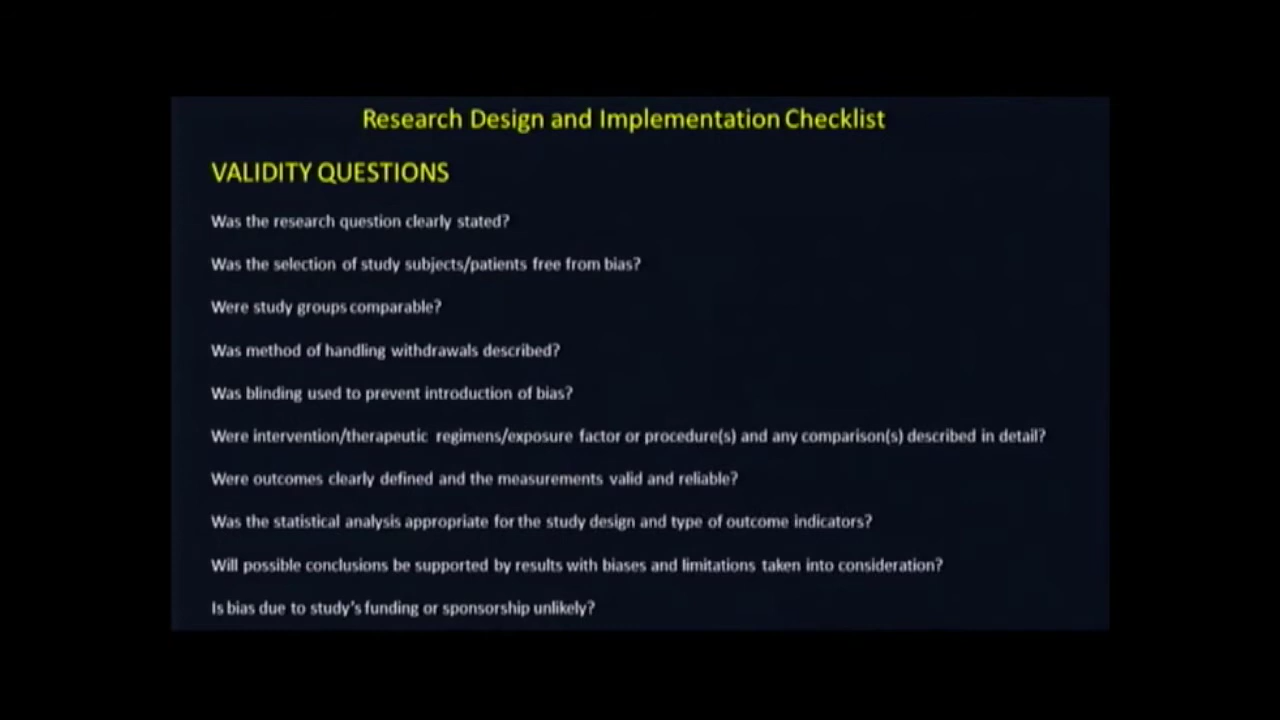 Research Design and Implementation Checklist
VALIDITY QUESTIONS
Was the research question clearly stated?
Was the selection of study subjects/patients free from bias?
Were study groups comparable?
Was method of handling withdrawals described?
Was blinding used to prevent introduction of bias?
Were intervention/therapeutic regimens/exposure factor or procedure(s) and any comparison(s) described in detail?
Were outcomes clearly defined and the measurements valid and reliable?
Was the statistical analysis appropriate for the study design and type of outcome indicators?
Will possible conclusions be supported by results with biases and limitations taken into consideration?
Is bias due to study's funding or sponsorship unlikely?